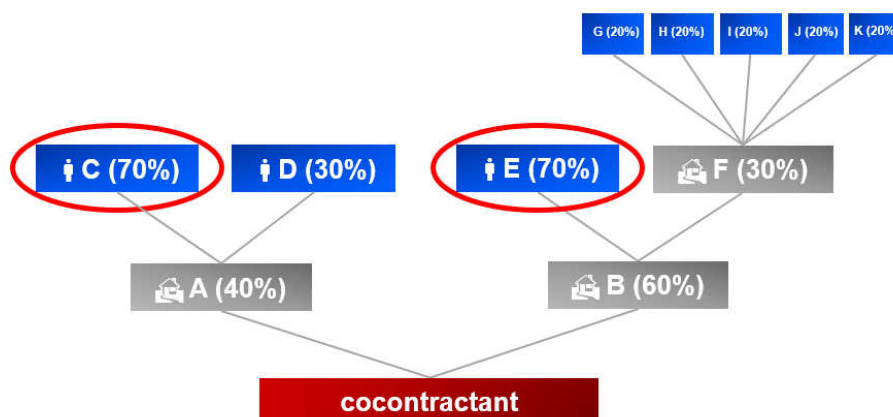 G (20%) H (20%) I (20%) J (20%) K (20%
C (70%) D (30%) E (70%) F (30%)
A (40%) B (60%)
cocontractant